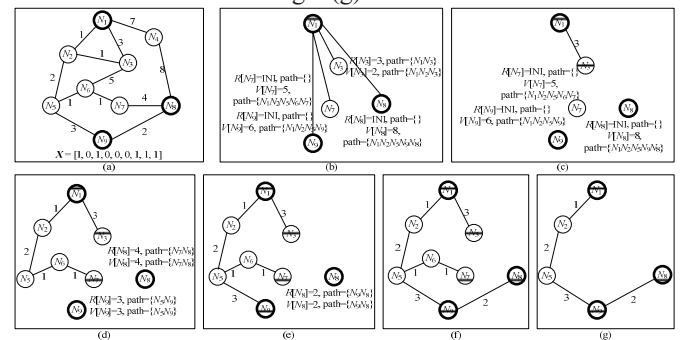 N1
7
1
N4
N2
1
3
N3
8
2
5
N6
N5
1
1
N7
4
N8
3
2
N9
X = [1, 0, 1, 0, 0, 0, 1, 1, 1]
(a)
N1
N3
R[N3]=3, path={N1N3}
V[N3]=2, path={N1N2N3}
R[N7]=INI, path={}
V[N7]=5,
path={N1N2N5N6N7}
N7
N8
R[N9]=INI, path={}
V[N9]=6, path={N1N2N5N9}
R[N8]=INI, path={}
V[N8]=8,
path={N1N2N5N9N8}
N9
(b)
N1
3
N3
R[N7]=INI, path={}
V[N7]=5,
path={N1N2N5N6N7}
R[N9]=INI, path={}
V[N9]=6, path={N1N2N5N9}
N7
N8
R[N8]=INI, path={}
V[N8]=8,
path={N1N2N5N9N8}
N9
(c)
N1
1
3
N2
N3
2
R[N8]=4, path={N7N8}
V[N8]=4, path={N7N8}
N6
N5
1
1
N7
N8
R[N9]=3, path={N5N9}
V[N9]=3, path={N5N9}
N9
(d)
N1
1
3
N2
N3
2
N6
N5
1
1
N7
N8
R[N8]=2, path={N9N8}
V[N8]=2, path={N9N8}
3
N9
(e)
N1
1
3
N2
N3
2
N6
N5
1
1
N7
N8
3
2
N9
(f)
N1
1
N2
2
N5
N8
3
2
N9
(g)